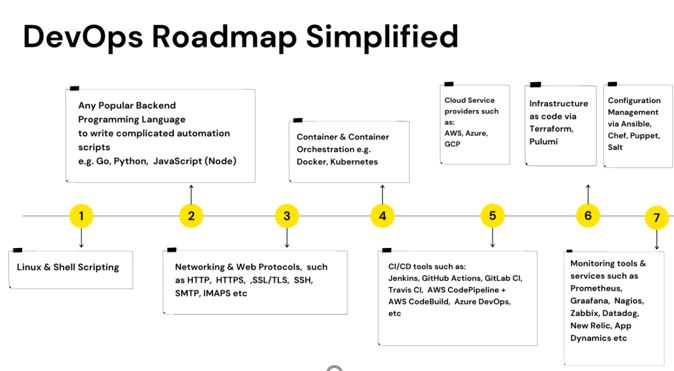 DevOps Roadmap Simplified
Any Popular Backend
Programming Language
to write complicated automation
scripts
e.g. Go, Python, JavaScript (Node)
Container & Container
Orchestration e.g.
Docker, Kubernetes
Cloud Service
providers such
as:
AWS, Azure,
GCP
Infrastructure
as code via
Terraform,
Pulumi
Configuration
Management
via Ansible,
Chef, Puppet,
Salt
1
2
3
4
5
6
7
Linux & Shell Scripting
Networking & Web Protocols, such
as HTTP, HTTPS, ,SSL/TLS, SSH,
SMTP, IMAPS etc
CI/CD tools such as:
Jenkins, GitHub Actions, GitLab CI,
Travis CI, AWS CodePipeline +
AWS CodeBuild, Azure DevOps,
etc
Monitoring tools &
services such as
Prometheus,
Graafana, Nagios,
Zabbix, Datadog,
New Relic, App
Dynamics etc